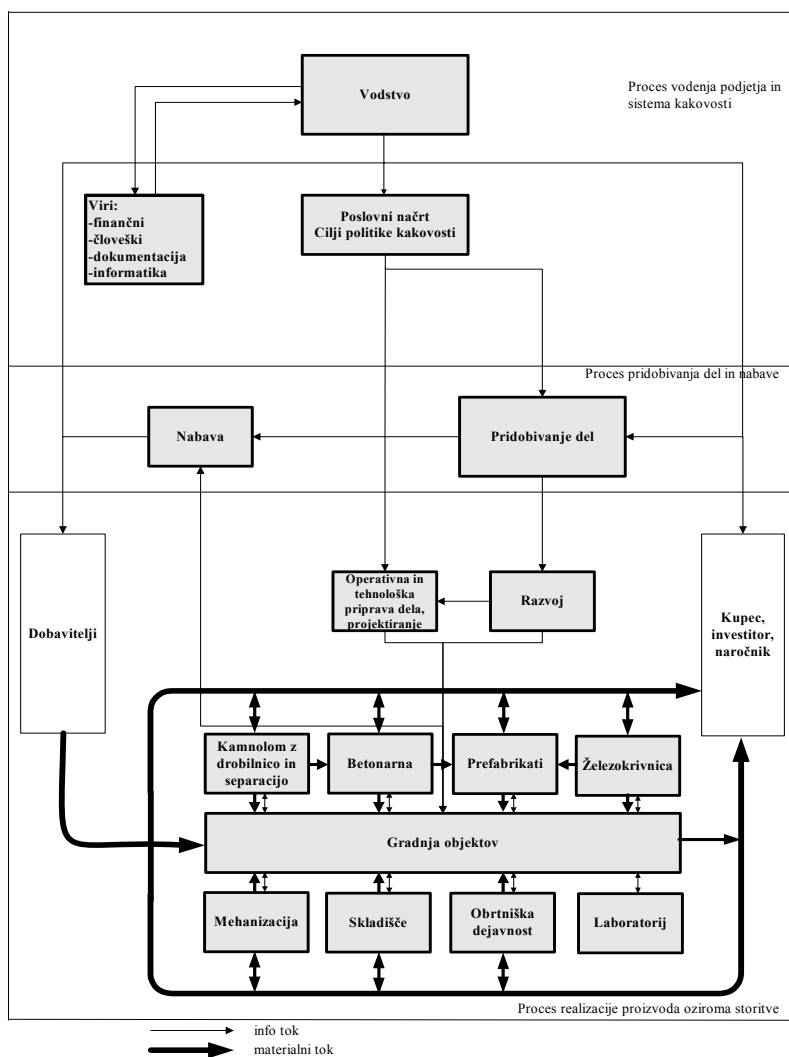 Vodstvo
Proces vodenja podjetja in
sistema kakovosti
Viri:
-finančni
-človeški
-dokumentacija
-informatika
Poslovni načrt
Cilji politike kakovosti
Proces pridobivanja del in nabave
Nabava
Pridobivanje del
Dobavitelji
Operativna in
tehnološka
priprava dela,
projektiranje
Razvoj
Kupec,
investitor,
naročnik
Kamnolom z
drobilnico in
separacijo
Betonarna
Prefabrikati
Železokrivnica
Gradnja objektov
Mehanizacija
Skladišče
Obrtniška
dejavnost
Laboratorij
Proces realizacije proizvoda oziroma storitve
info tok
materialni tok